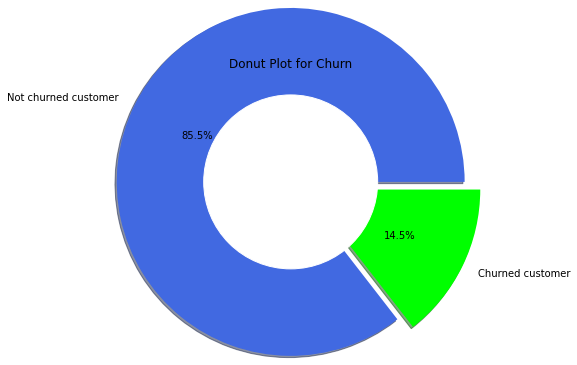 Donut Plot for Churn
Not churned customer
85.5%
14.5%
Churned customer